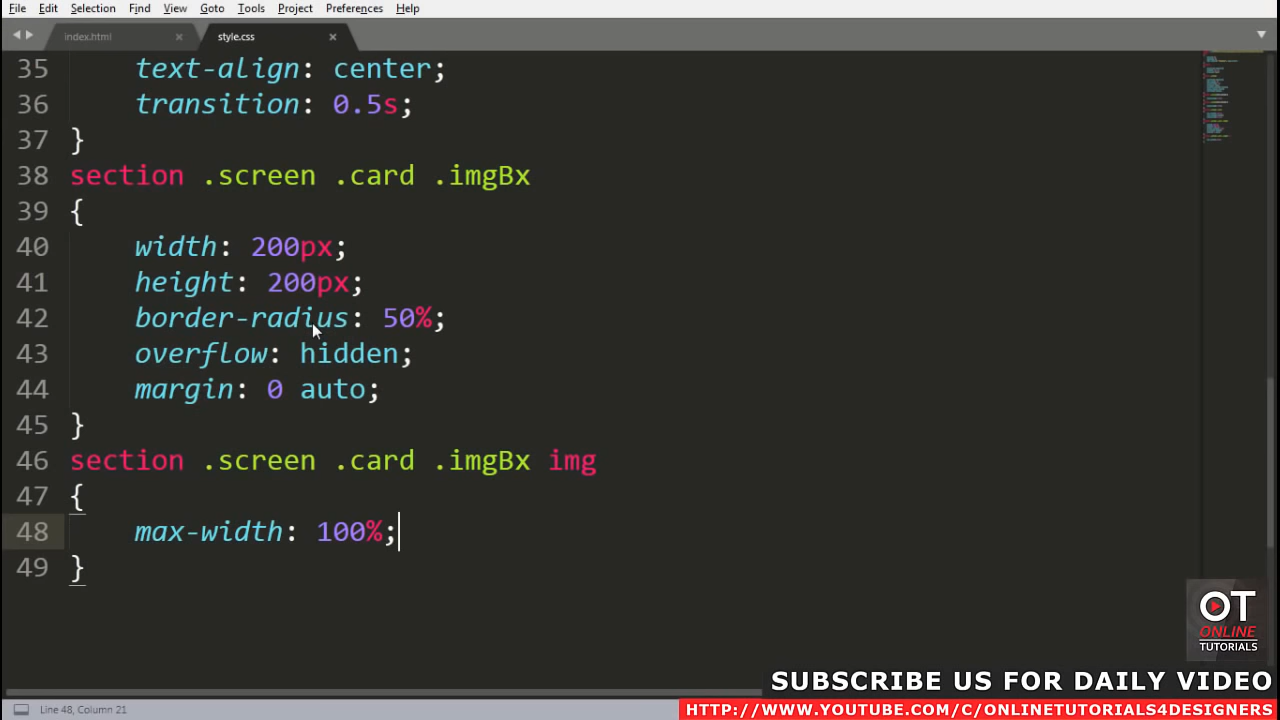 File Edit Selection Find View Goto Tools Project Preferences Help
index.html × style.css ×
35 text-align: center;
36 transition: 0.5s;
37 }
38 section .screen .card .imgBx
39 {
40 width: 200px;
41 height: 200px;
42 border-radius: 50%;
43 overflow: hidden;
44 margin: 0 auto;
45 }
46 section .screen .card .imgBx img
47 {
48 max-width: 100%;
49 }
OT
ONLINE
TUTORIALS
SUBSCRIBE US FOR DAILY VIDEO
Line 48, Column 21
HTTP://WWW.YOUTUBE.COM/C/ONLINETUTORIALS4DESIGNERS